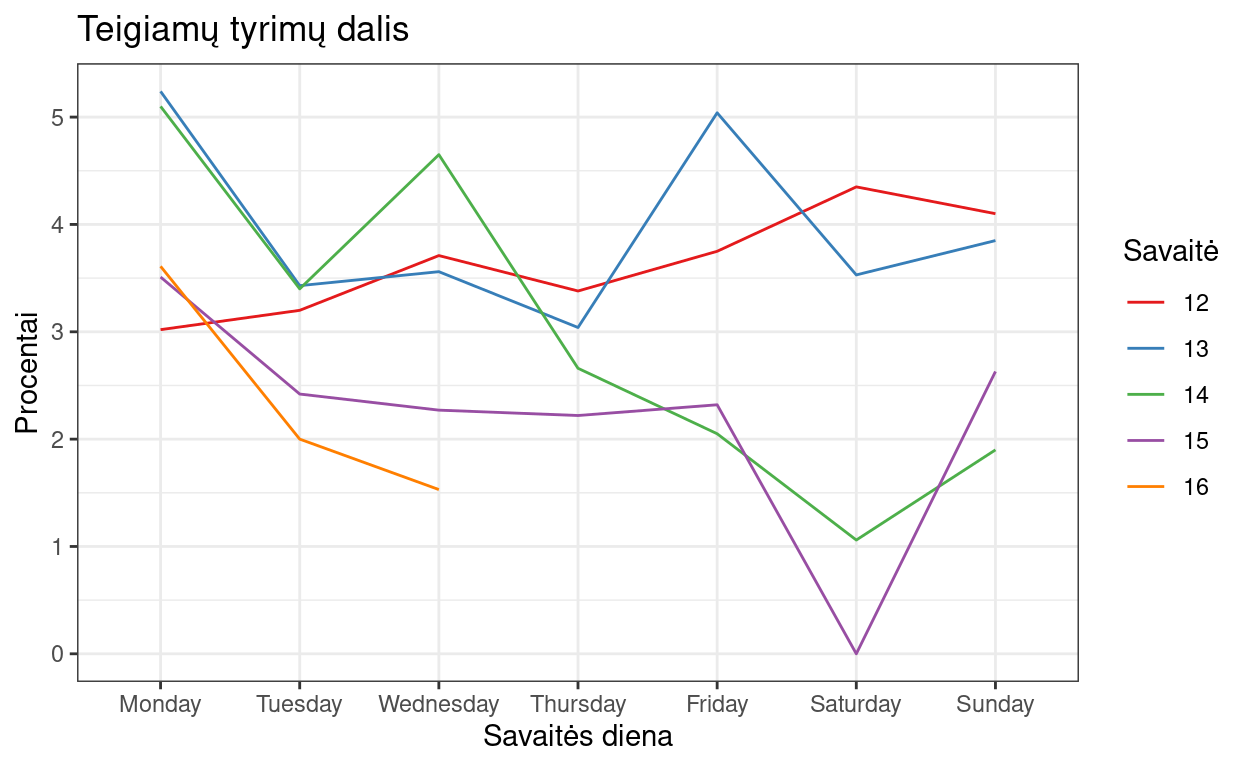 Teigiamų tyrimų dalis
Procentai
5
4
3
2
1
0
Monday Tuesday Wednesday Thursday Friday Saturday Sunday
Savaitės diena
Savaitė
12
13
14
15
16